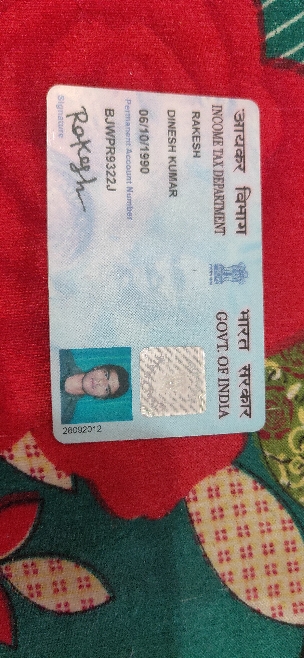 आयकर विभाग
INCOME TAX DEPARTMENT
भारत सरकार
GOVT. OF INDIA
RAKESH
DINESH KUMAR
06/10/1990
Permanent Account Number
BJWPR9322J
Rakesh
Signature
28092012